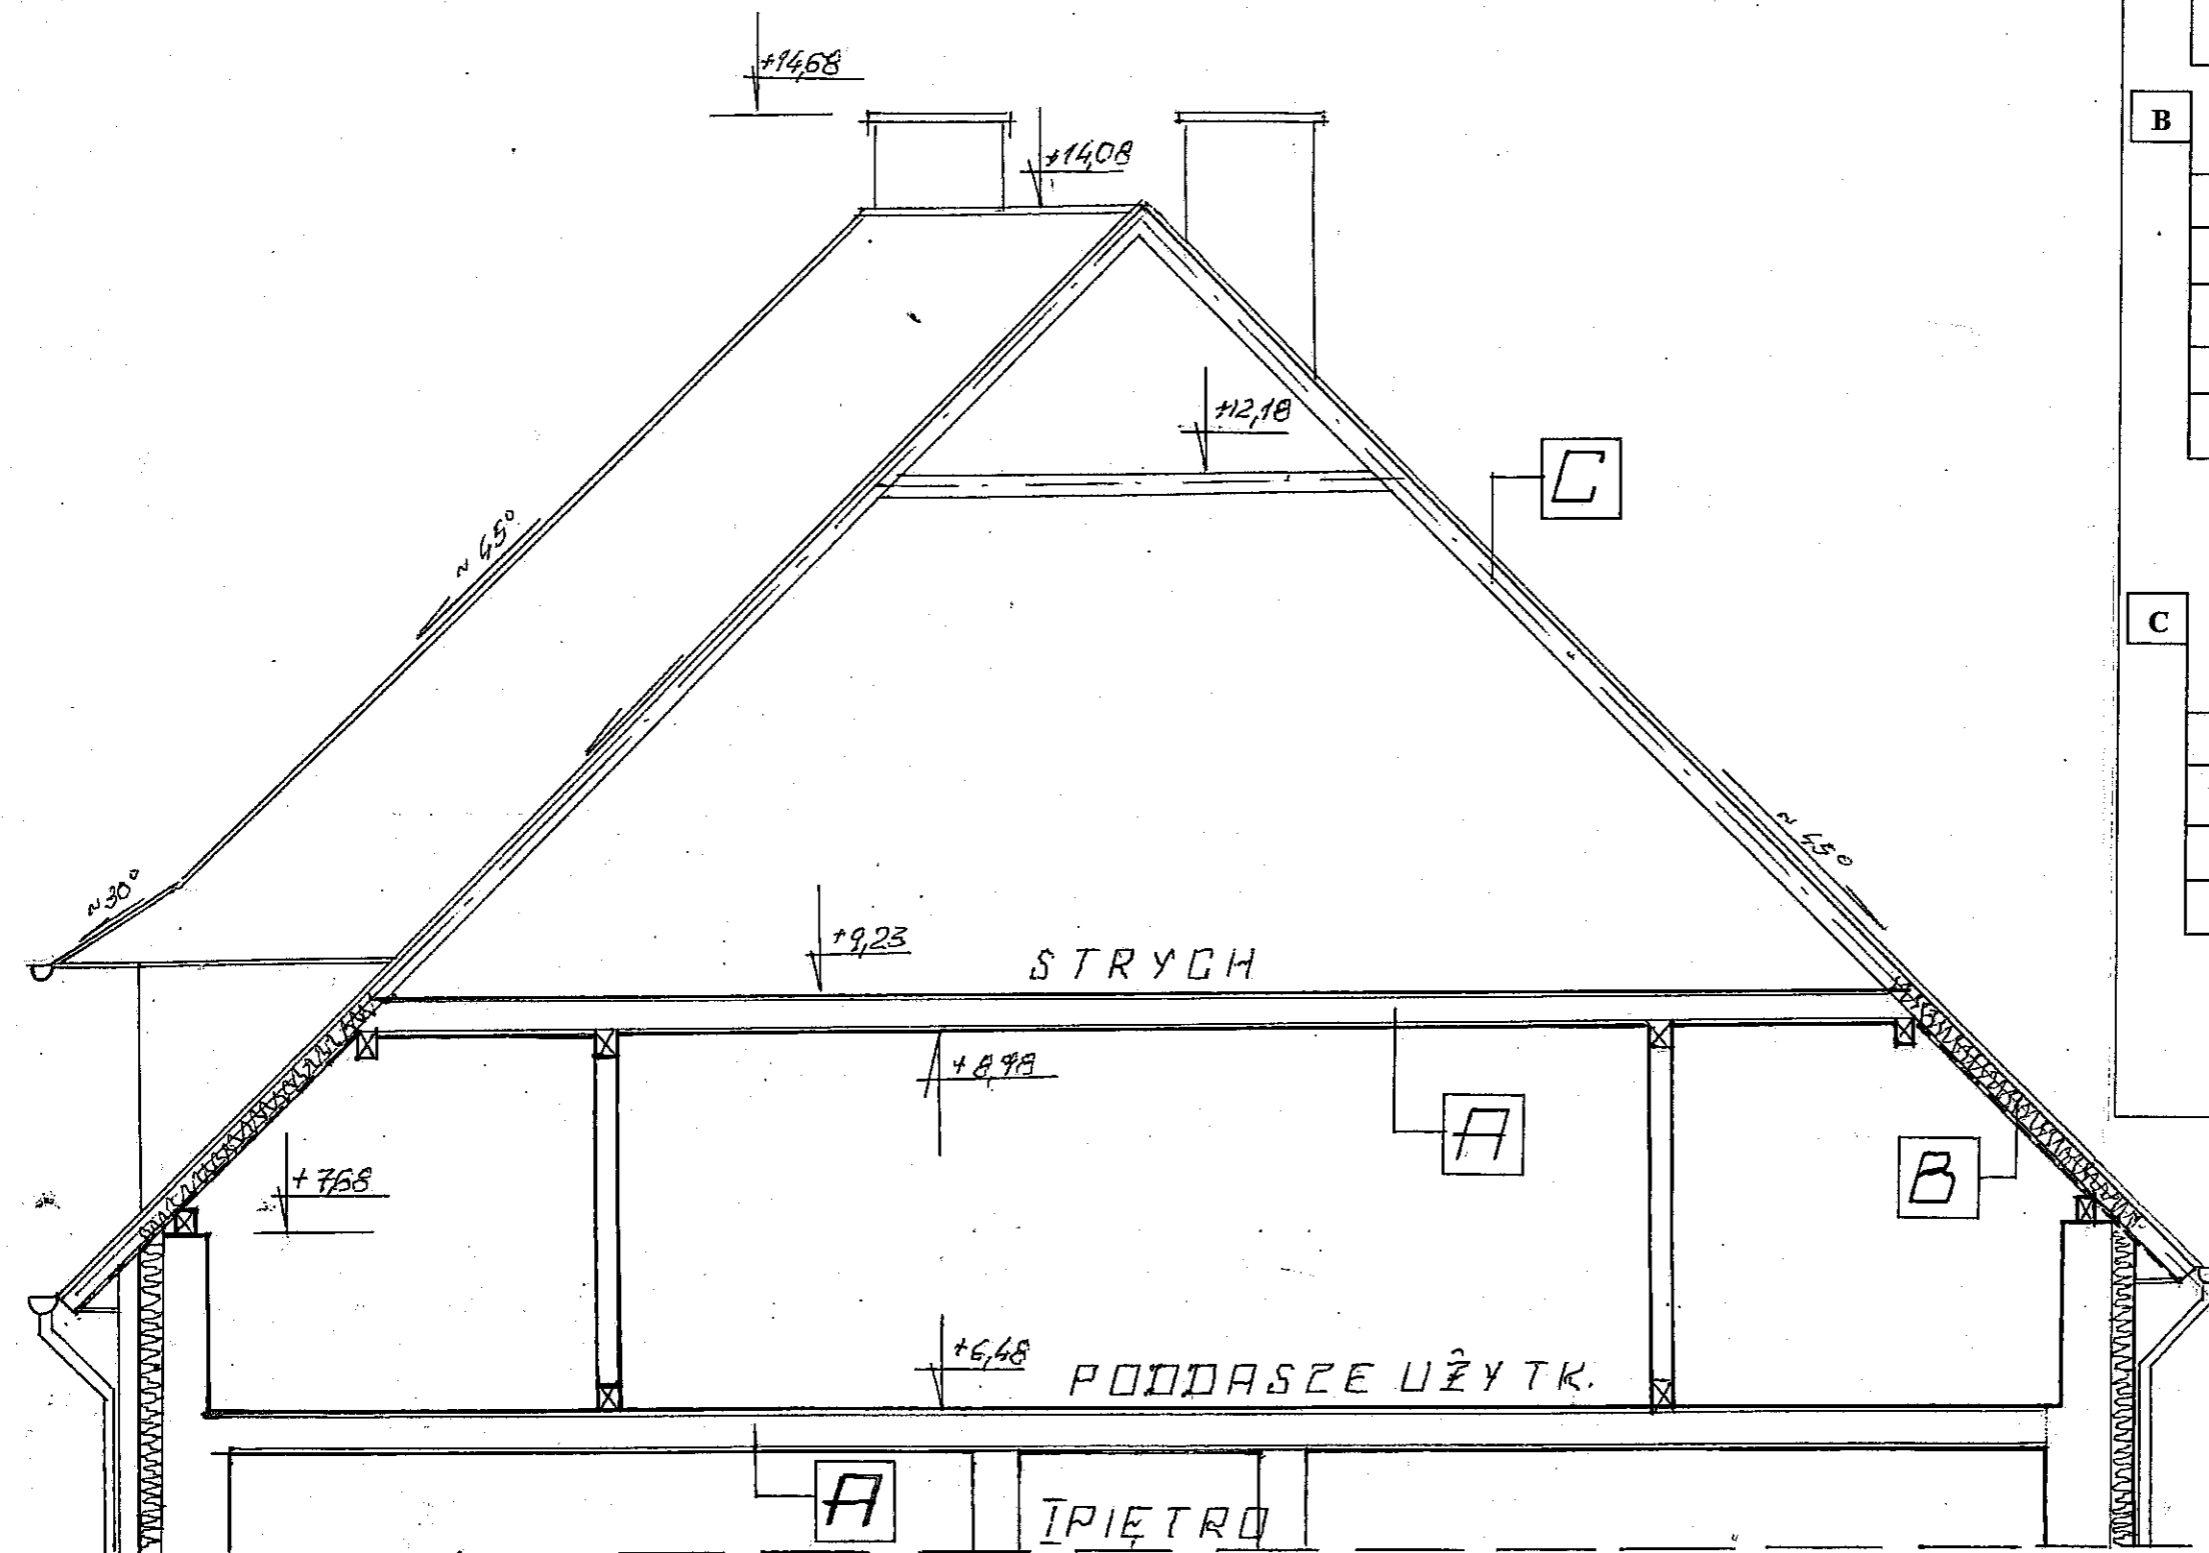 +14,68
B
+14,08
+12,18
C
~ 45°
C
~ 45°
~30°
+9,23
STRYCH
+8,98
A
B
+7,68
+6,48
PODDASZE UŻYTK.
A
I PIĘTRO